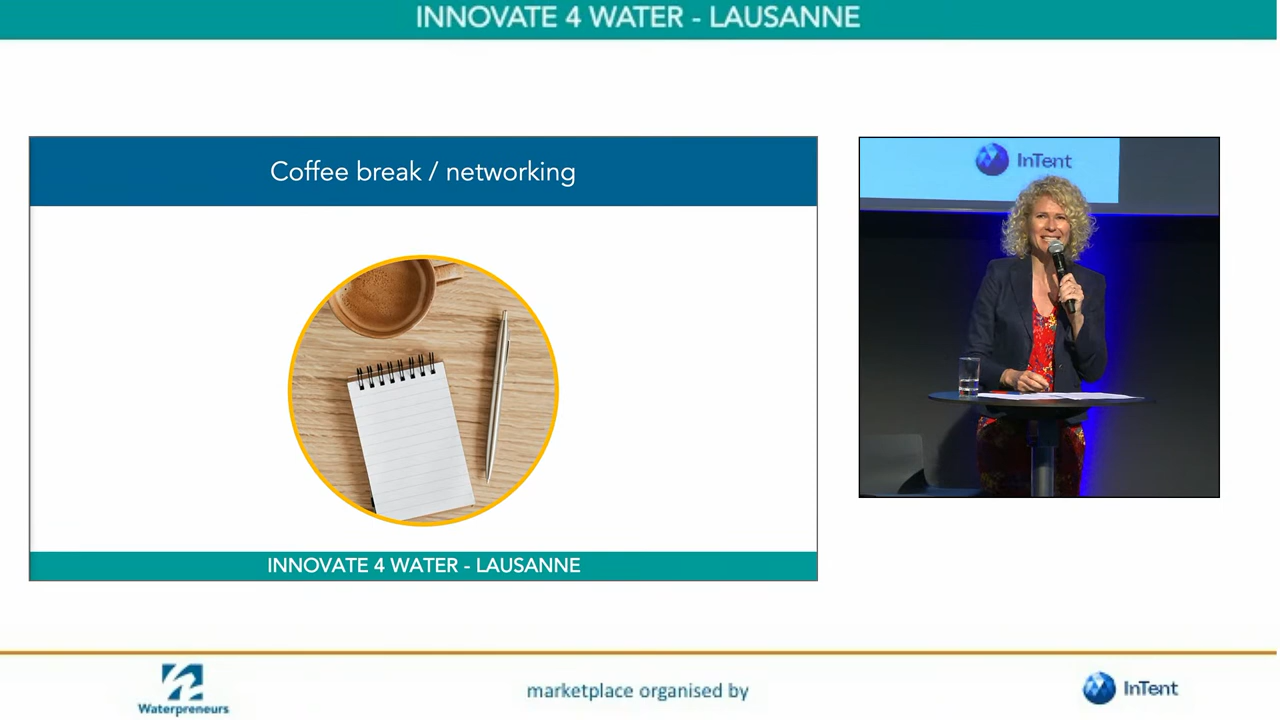 INNOVATE 4 WATER - LAUSANNE
Coffee break / networking
INNOVATE 4 WATER - LAUSANNE
InTent
Waterpreneurs
marketplace organised by
InTent